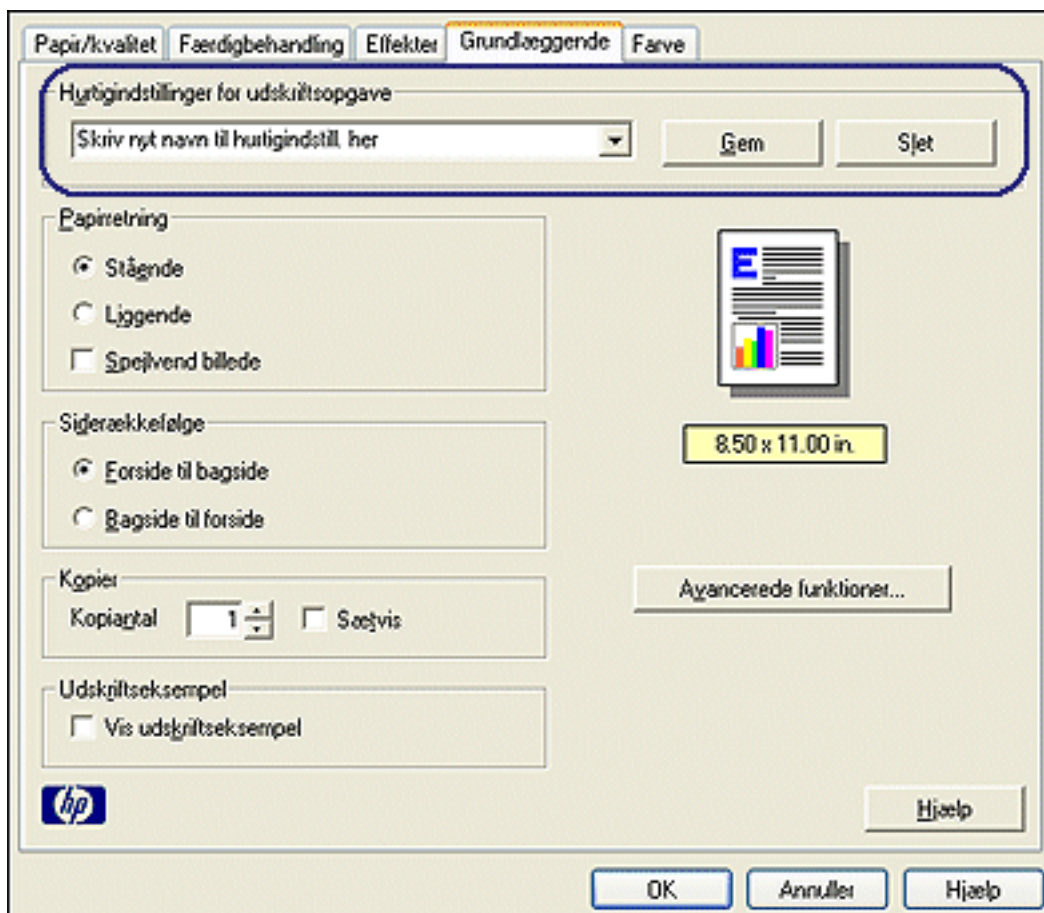 Papir/kvalitet Færdigbehandling Effekter Grundlæggende Farve
Hurtigindstillinger for udskriftsopgave
Skriv nyt navn til hurtigindstill. her Gem Slet
Papirretning
Stående
Liggende
Spejlvend billede
E
8.50 x 11.00 in.
Siderækkefølge
Forside til bagside
Bagside til forside
Kopier
Kopiantal 1 Sætvis
Avancerede funktioner...
Udskriftseksempel
Vis udskriftseksempel
hp
Hjælp
OK Annuller Hjælp